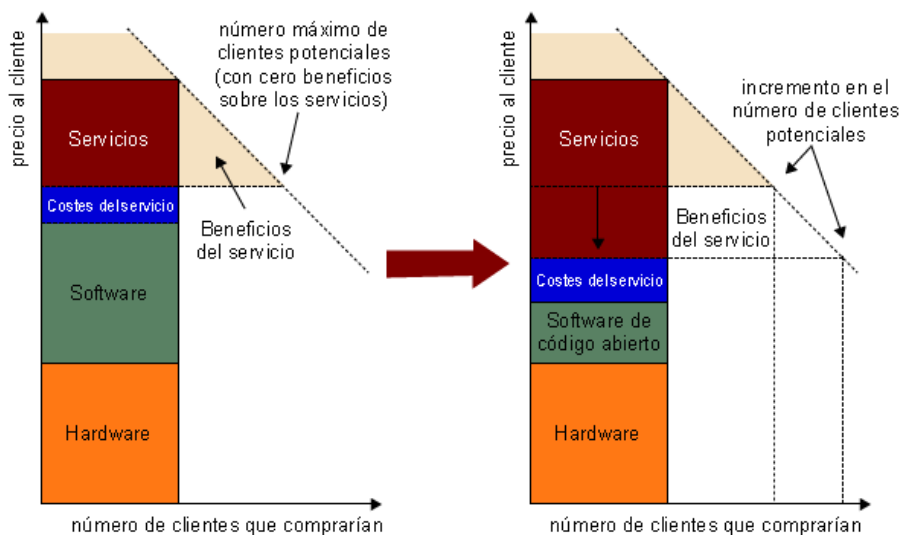 precio al cliente
número máximo de
clientes potenciales
(con cero beneficios
sobre los servicios)
Servicios
Costes delservicio
Beneficios
del servicio
Software
Hardware
número de clientes que comprarían
precio al cliente
incremento en el
número de clientes
potenciales
Servicios
Beneficios
del servicio
Costes delservicio
Software de
código abierto
Hardware
número de clientes que comprarían